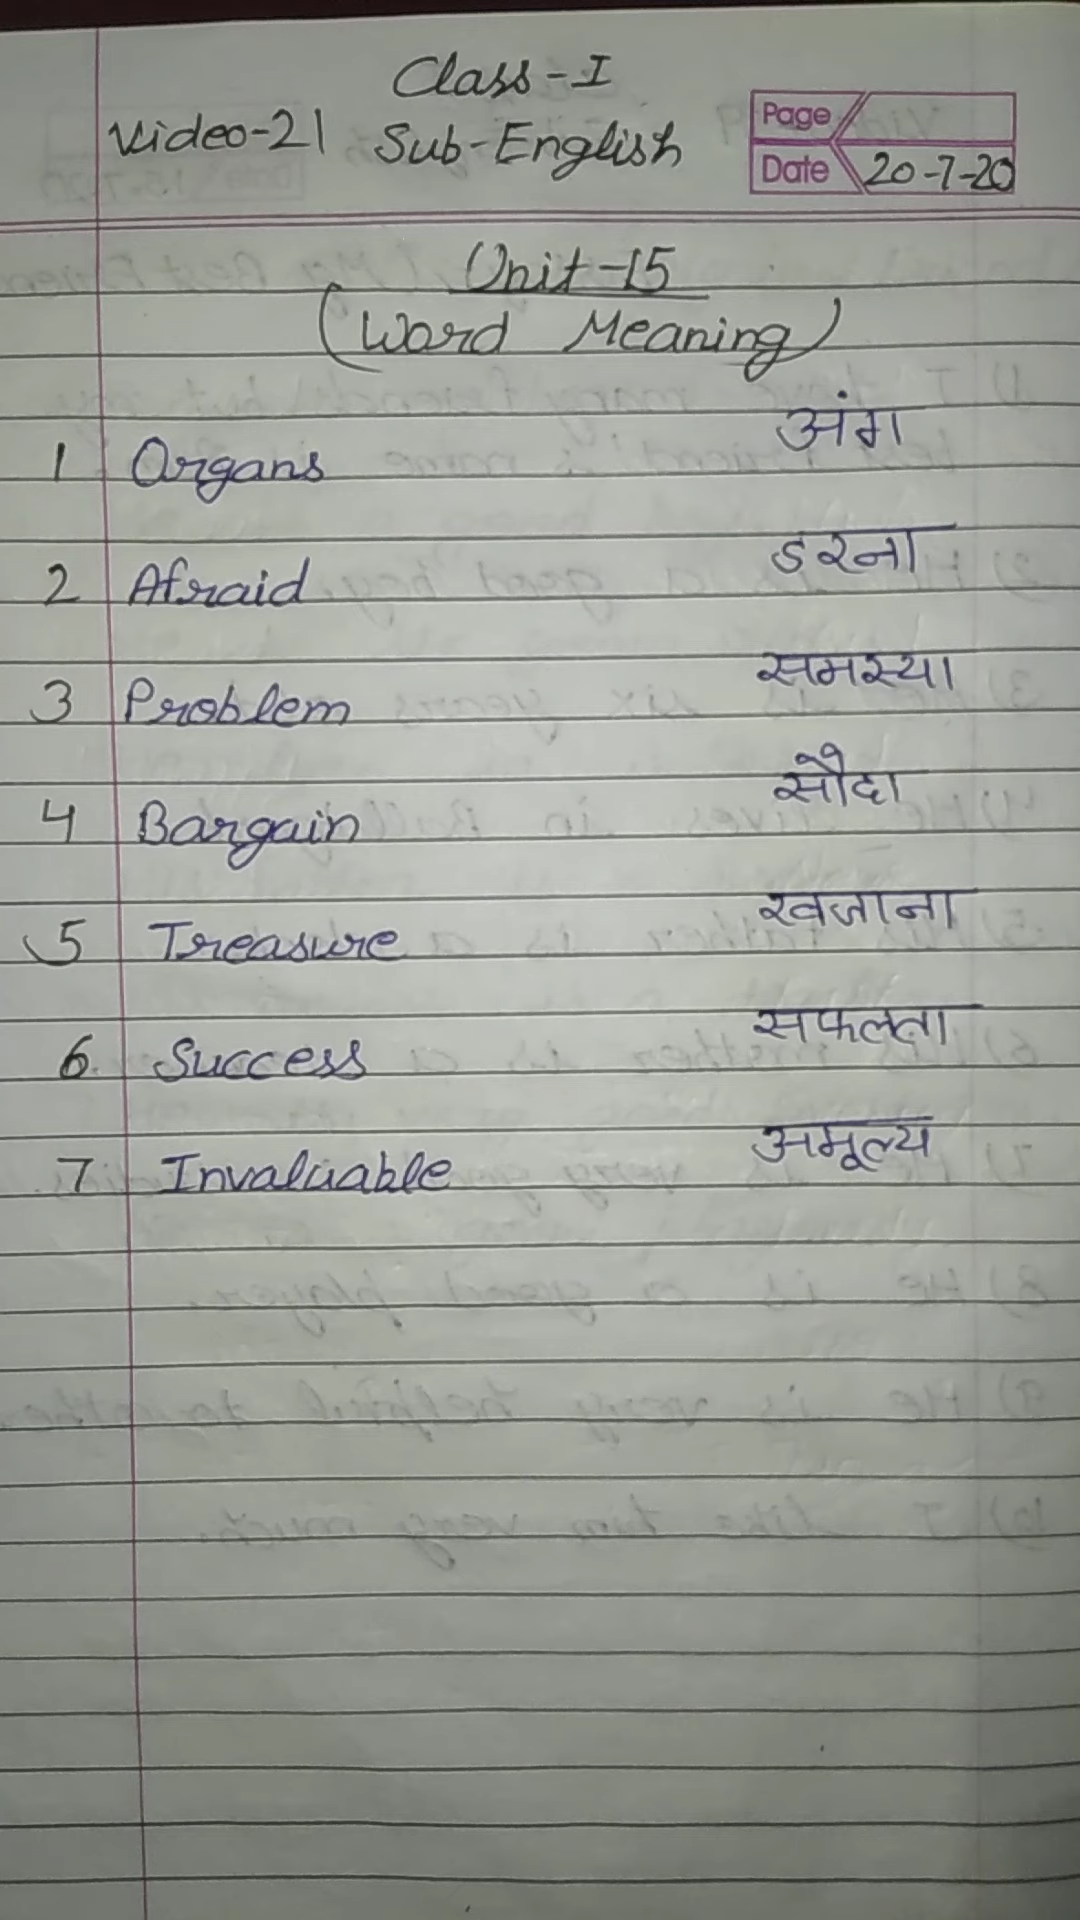 Class-I
Video-21 Sub-English
Page
Date 20-7-20
Unit-15
(Word Meaning)
1 Organs अंग
2 Afraid डरना
3 Problem समस्या
4 Bargain सौदा
5 Treasure खजाना
6. Success सफलता
7 Invaluable अमूल्य